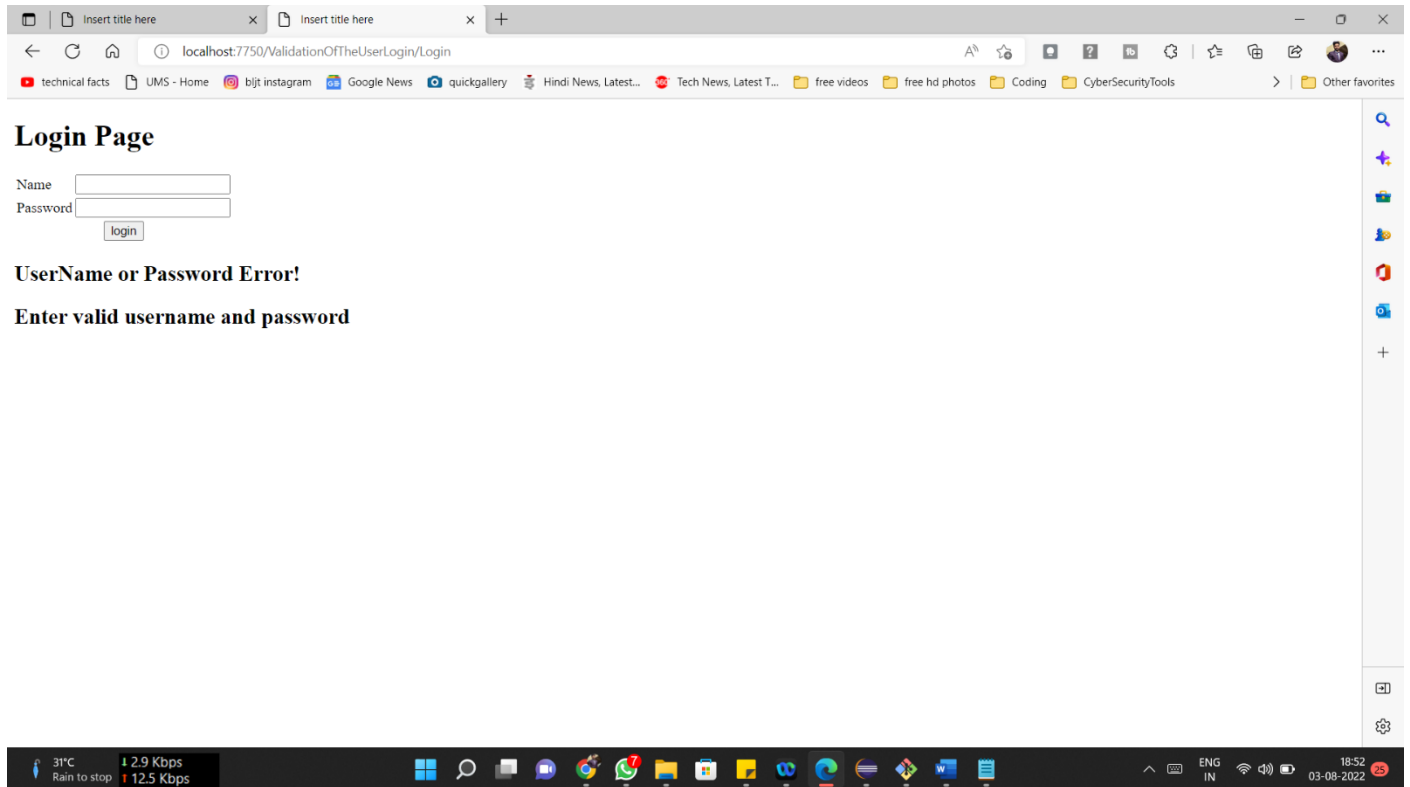 Insert title here
Insert title here
localhost:7750/ValidationOfTheUserLogin/Login
technical facts UMS - Home bljt instagram Google News quickgallery Hindi News, Latest... Tech News, Latest T... free videos free hd photos Coding CyberSecurityTools Other favorites
Login Page
Name
Password
login
UserName or Password Error!
Enter valid username and password
31°C
Rain to stop
2.9 Kbps
12.5 Kbps
7
ENG
IN
18:52
03-08-2022
25